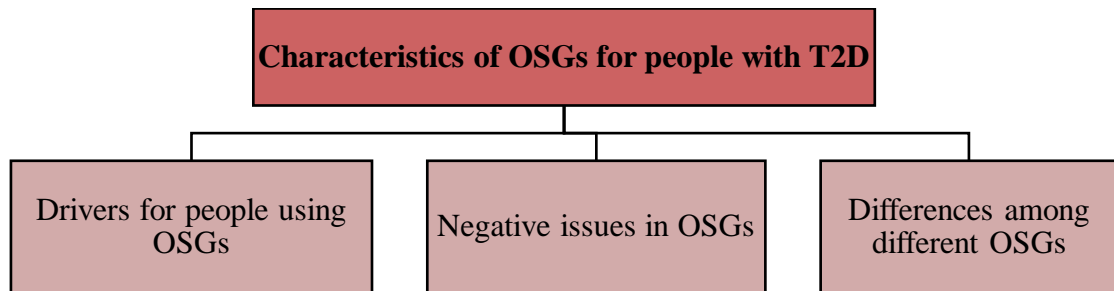 Characteristics of OSGs for people with T2D
Drivers for people using
OSGs
Negative issues in OSGs
Differences among
different OSGs